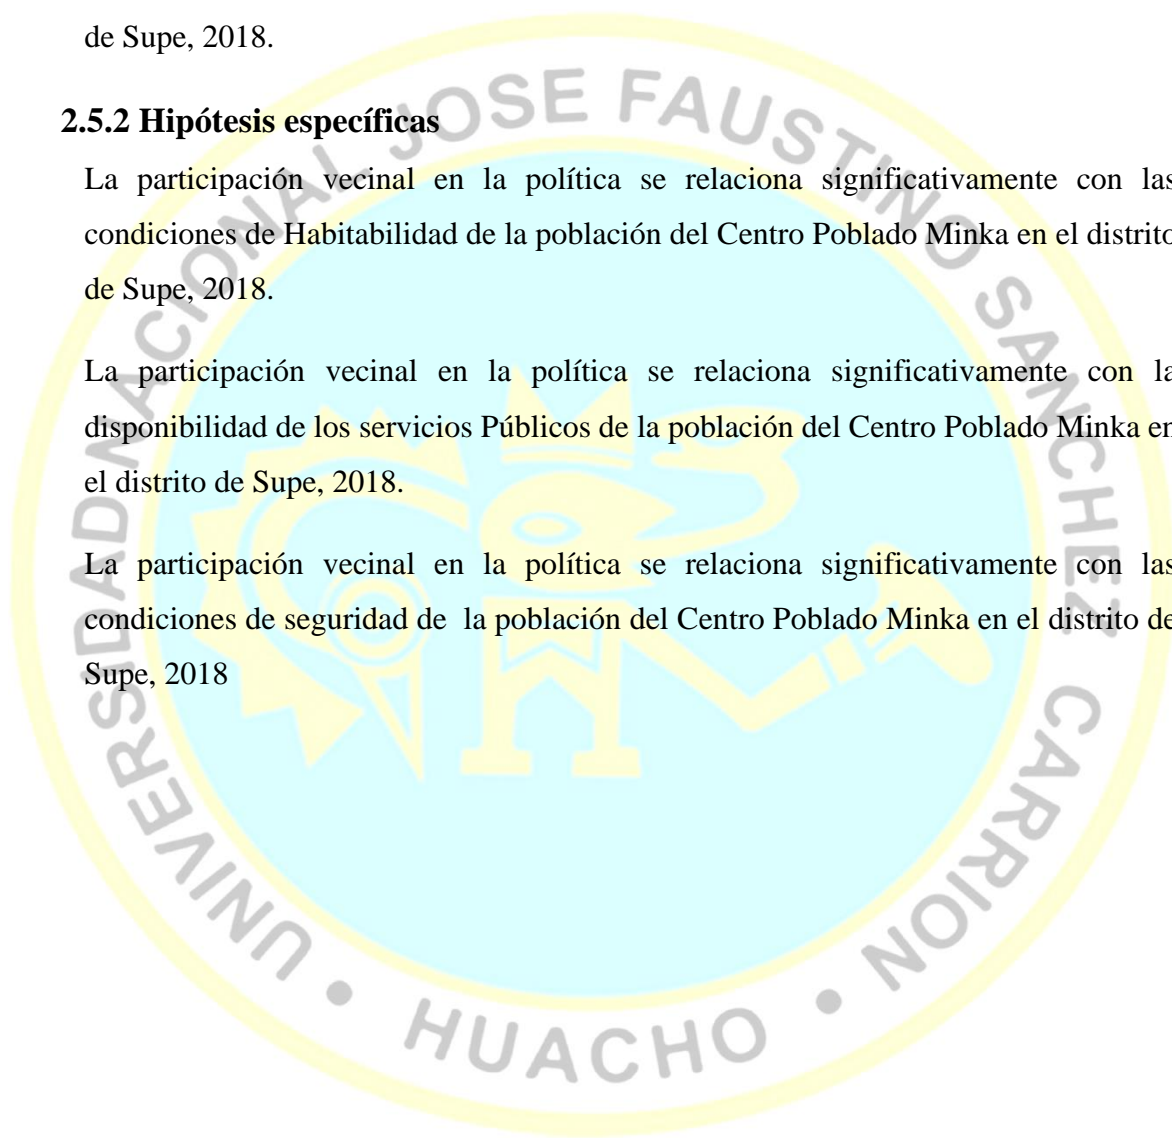 de Supe, 2018.
2.5.2 Hipótesis específicas
La participación vecinal en la política se relaciona significativamente con las
condiciones de Habitabilidad de la población del Centro Poblado Minka en el distrito
de Supe, 2018.
La participación vecinal en la política se relaciona significativamente con la
disponibilidad de los servicios Públicos de la población del Centro Poblado Minka en
el distrito de Supe, 2018.
La participación vecinal en la política se relaciona significativamente con las
condiciones de seguridad de la población del Centro Poblado Minka en el distrito de
Supe, 2018
UNIVERSIDAD NACIONAL JOSE FAUSTINO SANCHEZ CARRION
• HUACHO •